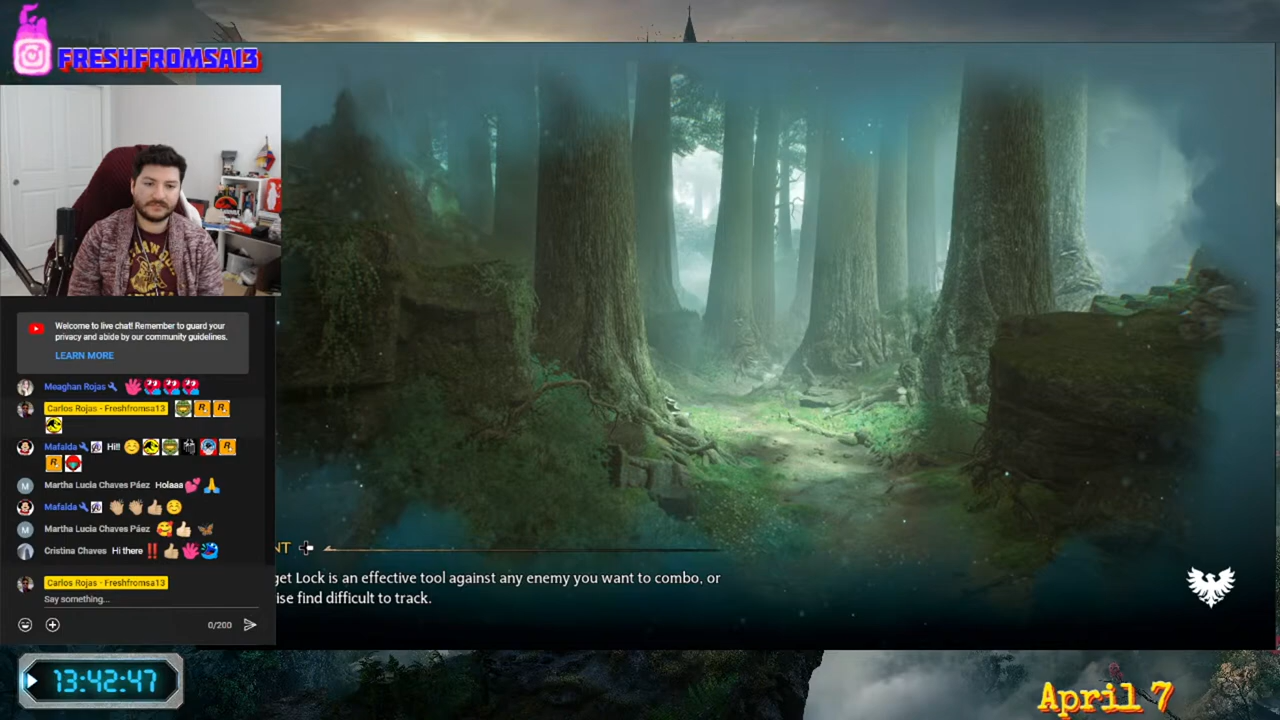 FRESHFROMSA13
Welcome to live chat! Remember to guard your
privacy and abide by our community guidelines.
LEARN MORE
Meaghan Rojas
Carlos Rojas - Freshfromsa13
Mafalda Hi!!
Martha Lucia Chaves Páez Holaaa
Mafalda
Martha Lucia Chaves Páez
Cristina Chaves Hi there
Carlos Rojas - Freshfromsa13
Say something...
0/200
NT
get Lock is an effective tool against any enemy you want to combo, or
ise find difficult to track.
13:42:47
April 7